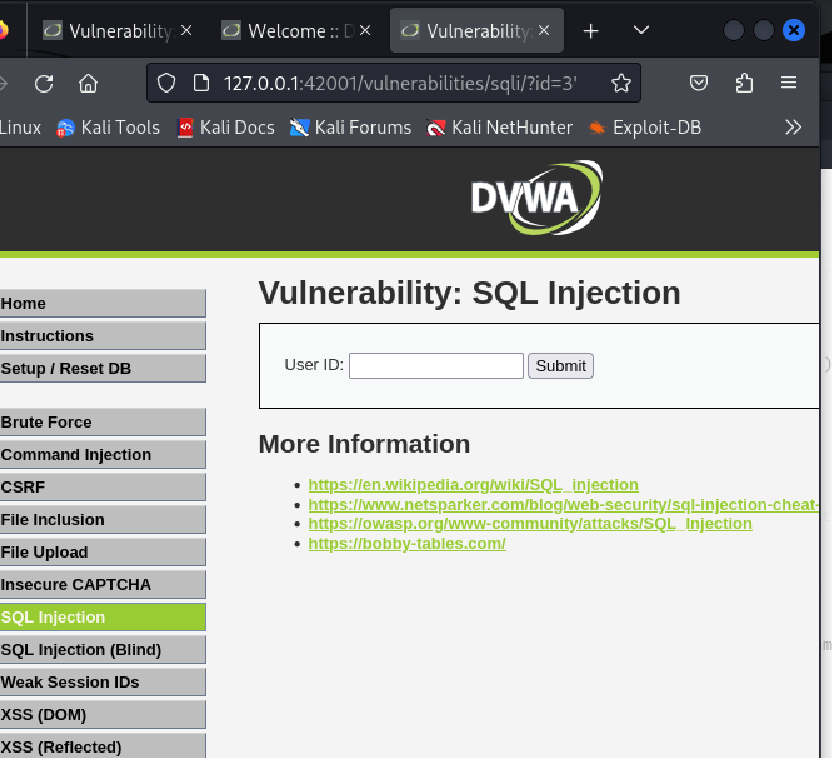 Vulnerability: Welcome :: D Vulnerability:
127.0.0.1:42001/vulnerabilities/sqli/?id=3'
Linux Kali Tools Kali Docs Kali Forums Kali NetHunter Exploit-DB
DVWA
Vulnerability: SQL Injection
User ID: Submit
More Information
https://en.wikipedia.org/wiki/SQL_injection
https://www.netsparker.com/blog/web-security/sql-injection-cheat-
https://owasp.org/www-community/attacks/SQL_Injection
https://bobby-tables.com/
Home
Instructions
Setup / Reset DB
Brute Force
Command Injection
CSRF
File Inclusion
File Upload
Insecure CAPTCHA
SQL Injection
SQL Injection (Blind)
Weak Session IDs
XSS (DOM)
XSS (Reflected)
)
m